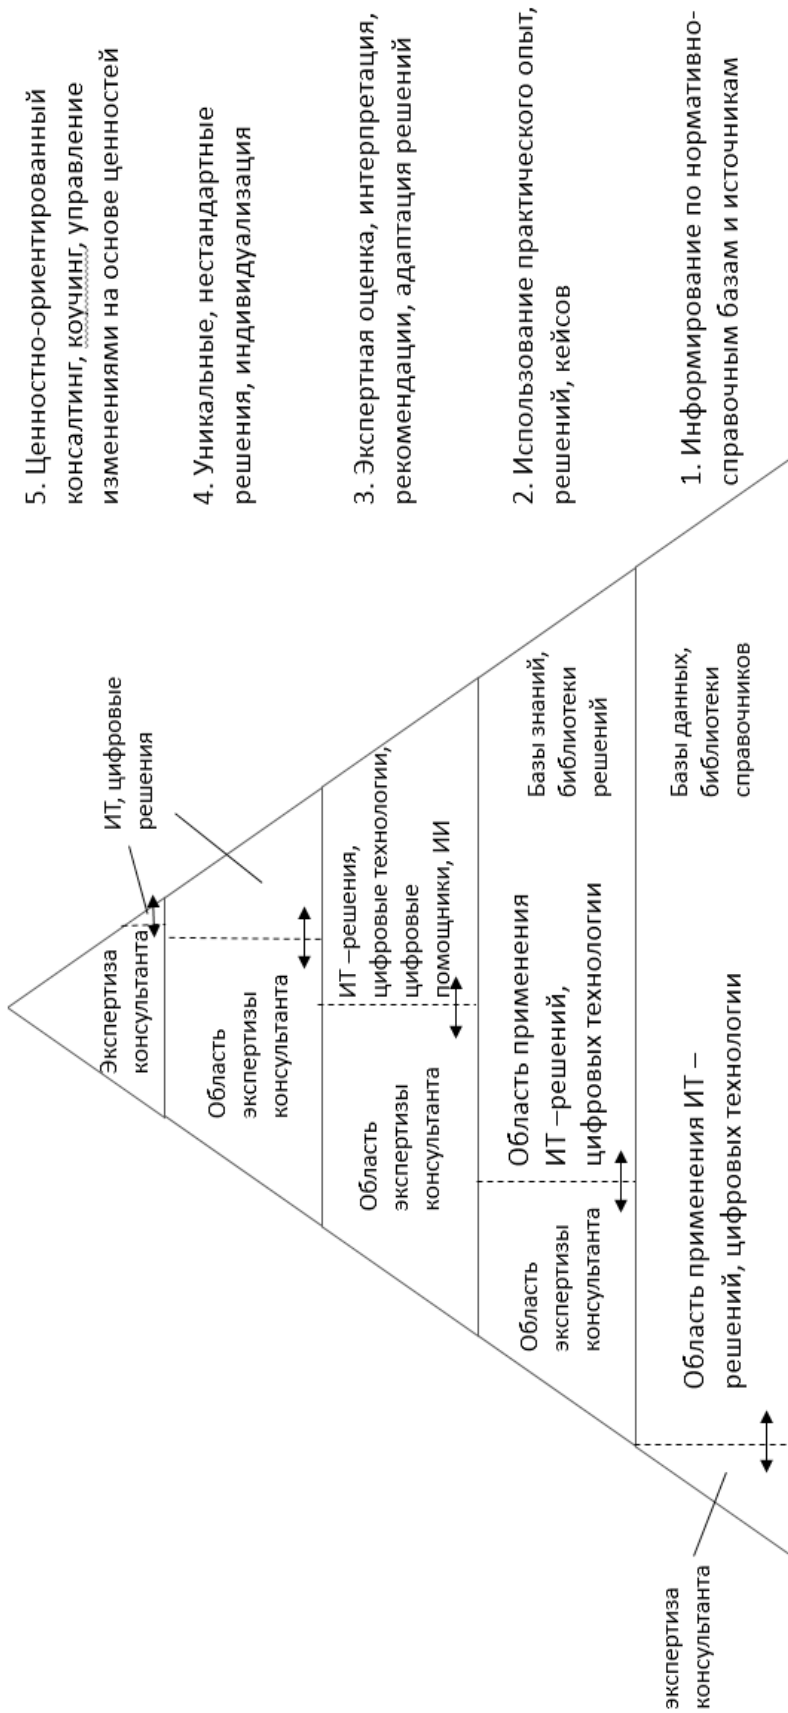 5. Ценностно-ориентированный
консалтинг, коучинг, управление
изменениями на основе ценностей
4. Уникальные, нестандартные
решения, индивидуализация
3. Экспертная оценка, интерпретация,
рекомендации, адаптация решений
2. Использование практического опыт,
решений, кейсов
1. Информирование по нормативно-
справочным базам и источникам
ИТ, цифровые
решения
Экспертиза
консультанта
Область
экспертизы
консультанта
ИТ –решения,
цифровые технологии,
цифровые
помощники, ИИ
Область
экспертизы
консультанта
Базы знаний,
библиотеки
решений
Область применения
ИТ –решений,
цифровых технологии
Область
экспертизы
консультанта
Базы данных,
библиотеки
справочников
Область применения ИТ –
решений, цифровых технологии
экспертиза
консультанта